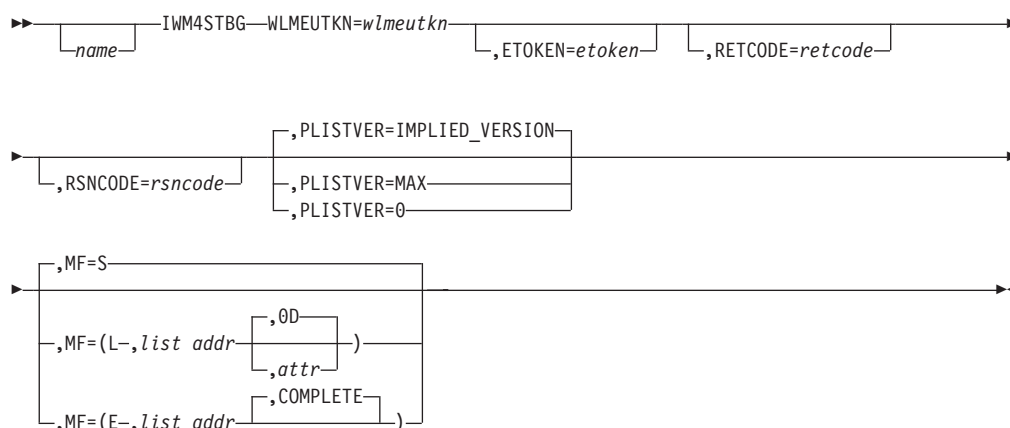 IWM4STBG WLMEUTKN=wlmeutkn
name ,ETOKEN=etoken ,RETCODE=retcode
,PLISTVER=IMPLIED_VERSION
,RSNCODE=rsncode ,PLISTVER=MAX
,PLISTVER=0
,MF=S
,0D
,MF=(L ,list addr )
,attr
,COMPLETE
,MF=(E ,list addr )